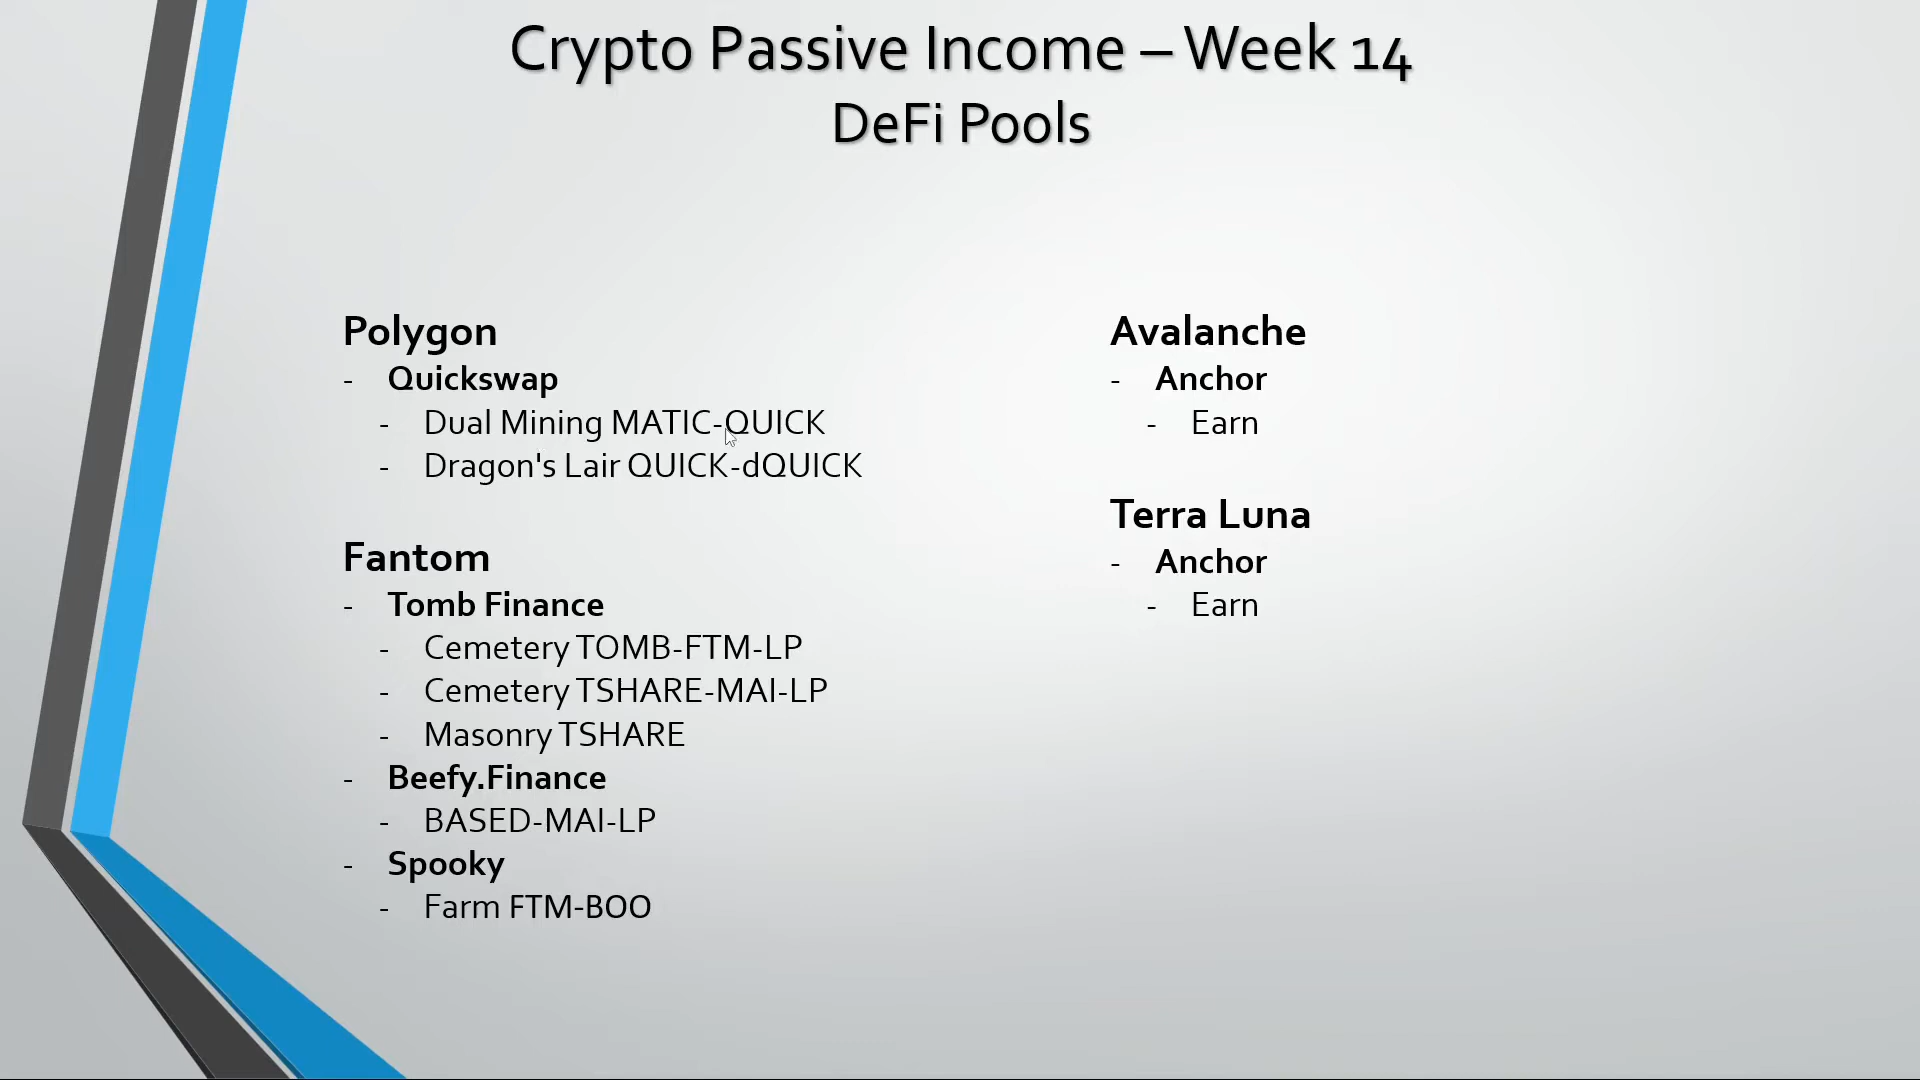 Crypto Passive Income – Week 14
DeFi Pools
Polygon
- Quickswap
- Dual Mining MATIC-QUICK
- Dragon's Lair QUICK-dQUICK
Fantom
- Tomb Finance
- Cemetery TOMB-FTM-LP
- Cemetery TSHARE-MAI-LP
- Masonry TSHARE
- Beefy.Finance
- BASED-MAI-LP
- Spooky
- Farm FTM-BOO
Avalanche
- Anchor
- Earn
Terra Luna
- Anchor
- Earn